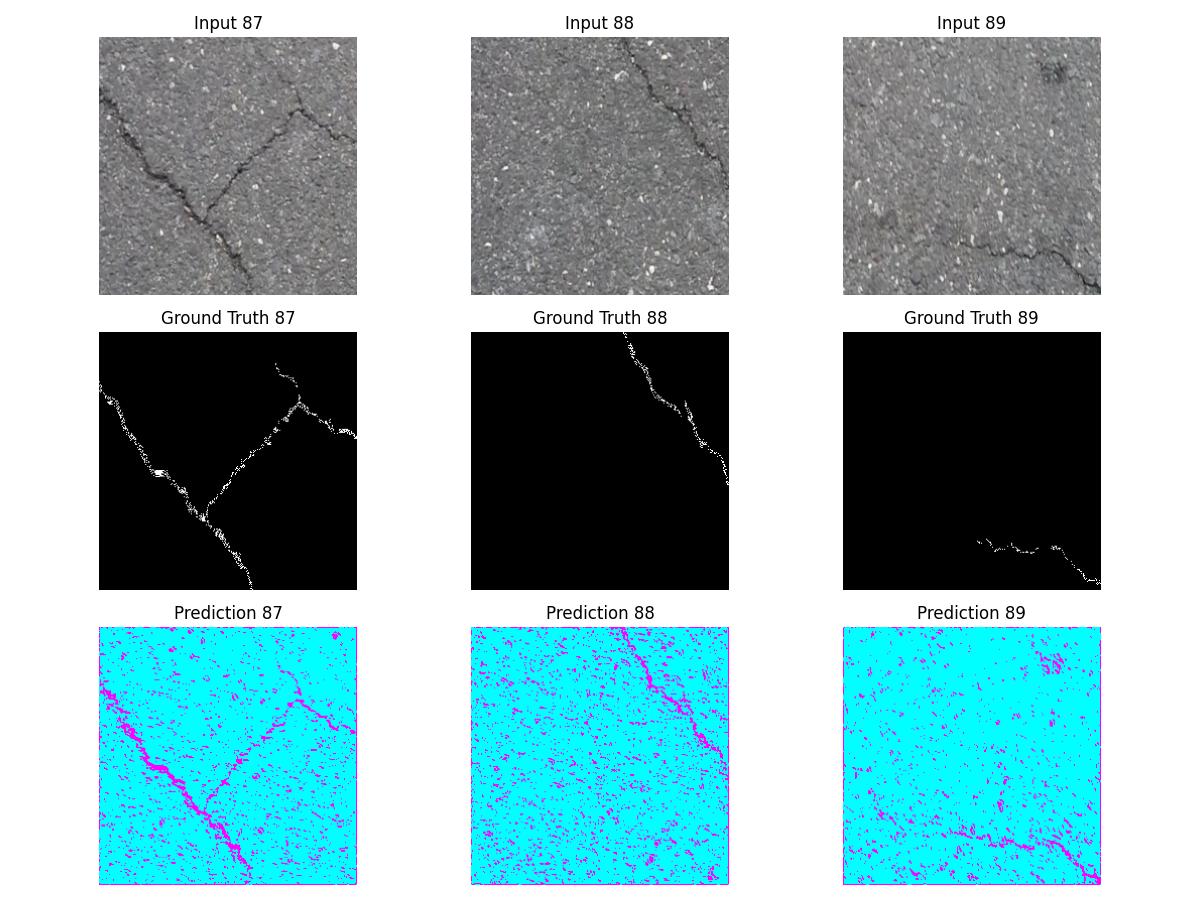 Input 87
Input 88
Input 89
Ground Truth 87
Ground Truth 88
Ground Truth 89
Prediction 87
Prediction 88
Prediction 89